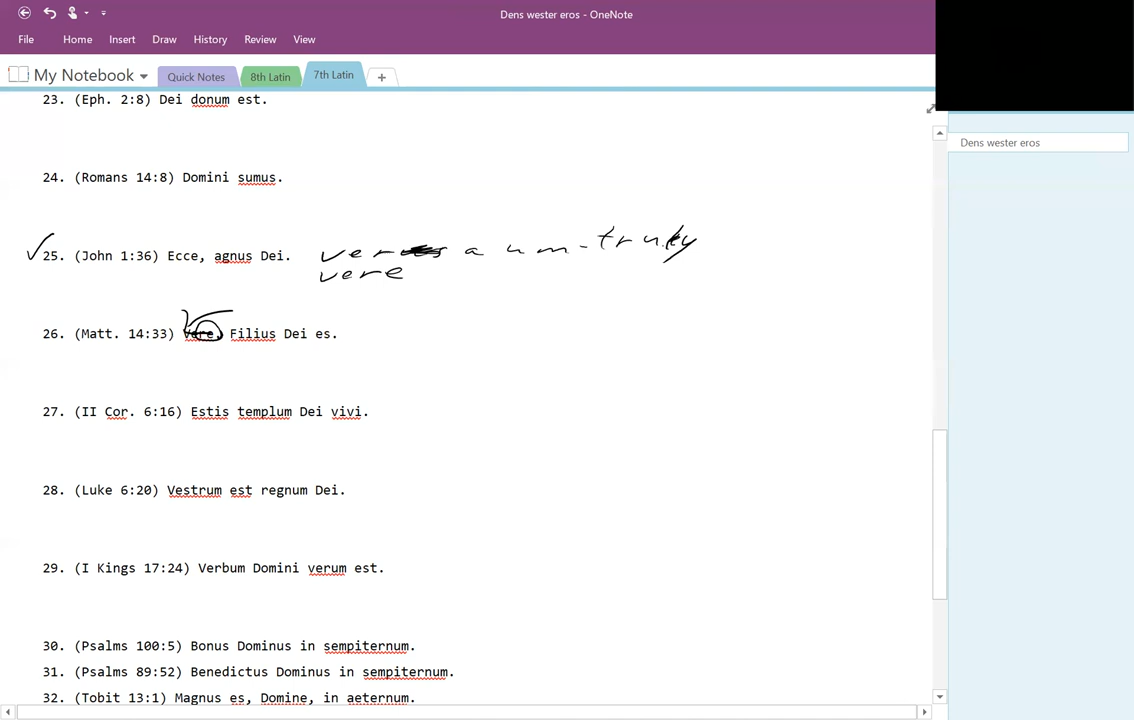 Dens wester eros - OneNote
File Home Insert Draw History Review View
My Notebook Quick Notes 8th Latin 7th Latin +
Dens wester eros
23. (Eph. 2:8) Dei donum est.
24. (Romans 14:8) Domini sumus.
25. (John 1:36) Ecce, agnus Dei. ver a um - truly
vere
26. (Matt. 14:33) Vere, Filius Dei es.
27. (II Cor. 6:16) Estis templum Dei vivi.
28. (Luke 6:20) Vestrum est regnum Dei.
29. (I Kings 17:24) Verbum Domini verum est.
30. (Psalms 100:5) Bonus Dominus in sempiternum.
31. (Psalms 89:52) Benedictus Dominus in sempiternum.
32. (Tobit 13:1) Magnus es, Domine, in aeternum.